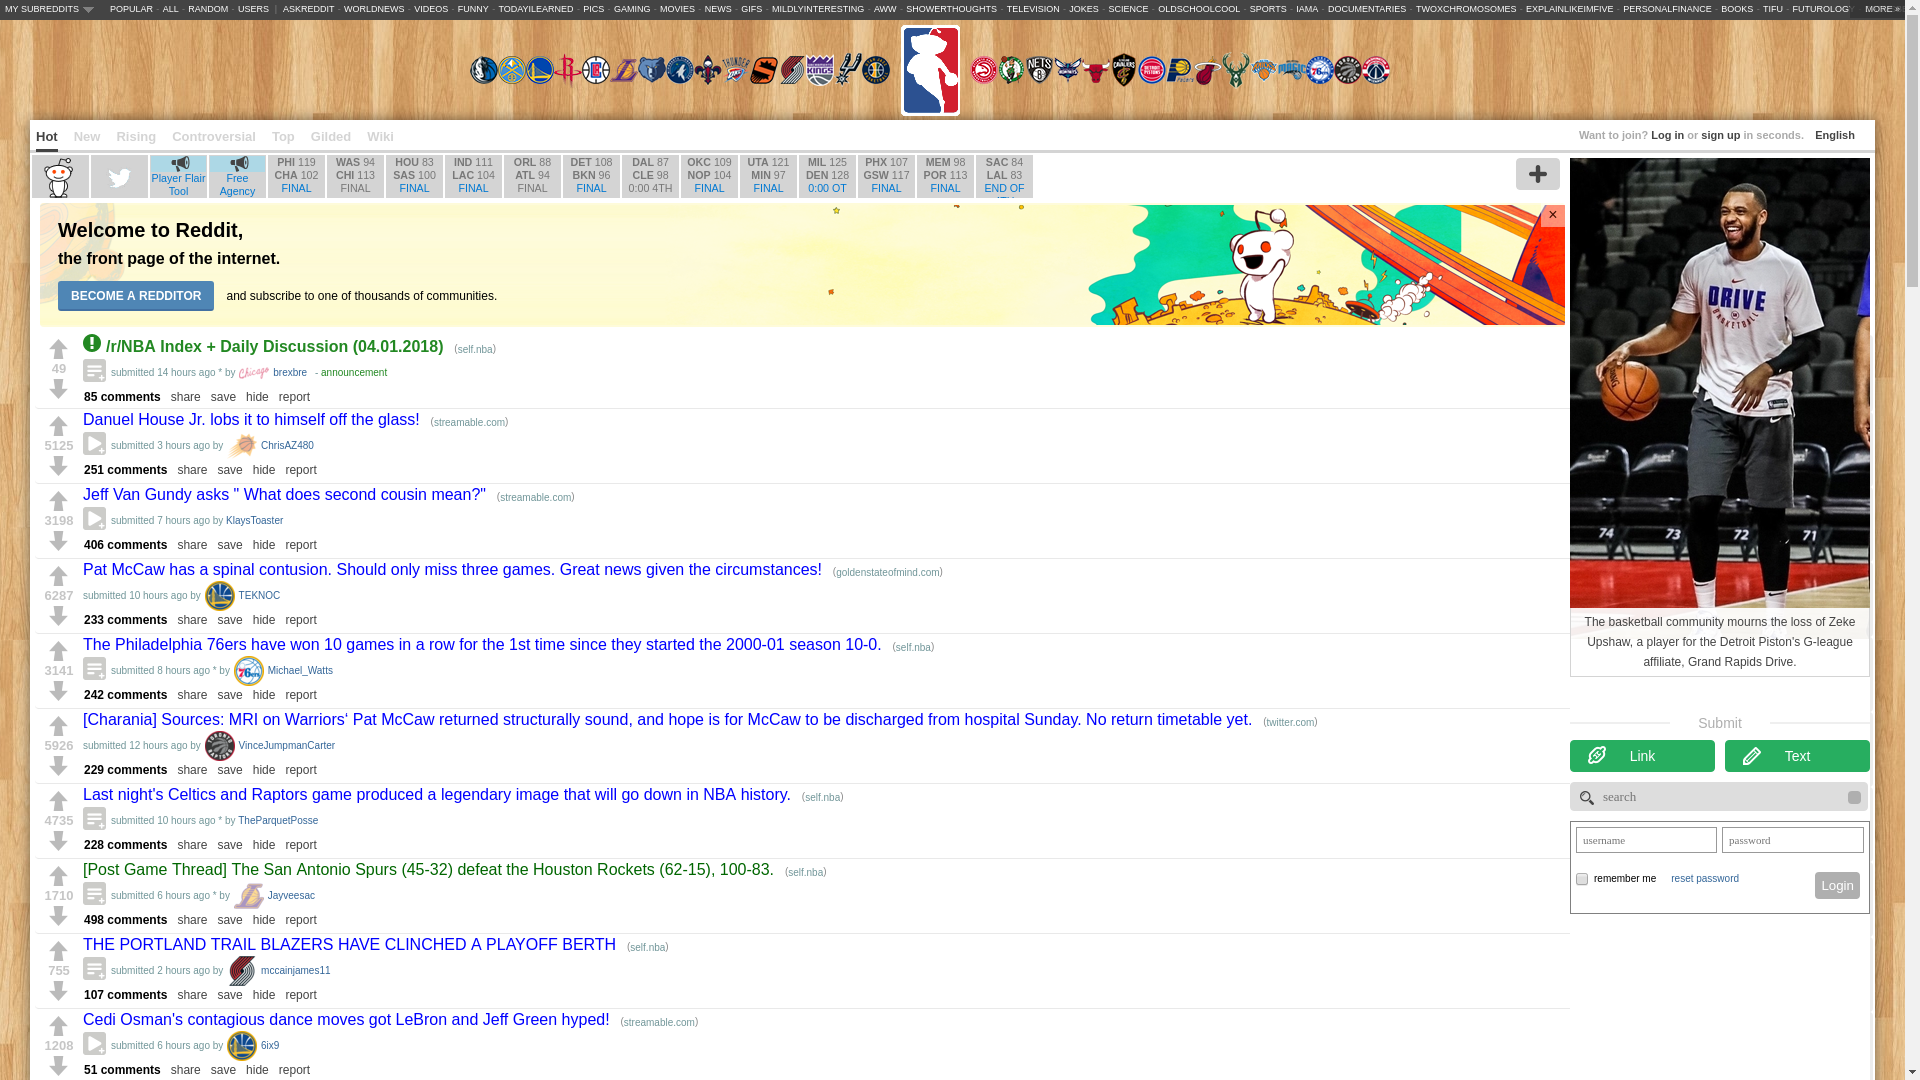 MY SUBREDDITS POPULAR - ALL - RANDOM - USERS | ASKREDDIT - WORLDNEWS - VIDEOS - FUNNY - TODAYILEARNED - PICS - GAMING - MOVIES - NEWS - GIFS - MILDLYINTERESTING - AWW - SHOWERTHOUGHTS - TELEVISION - JOKES - SCIENCE - OLDSCHOOLCOOL - SPORTS - IAMA - DOCUMENTARIES - TWOXCHROMOSOMES - EXPLAINLIKEIMFIVE - PERSONALFINANCE - BOOKS - TIFU - FUTUROLOGY MORE »
Hot New Rising Controversial Top Gilded Wiki
Want to join? Log in or sign up in seconds. English
Player Flair Tool
Free Agency
PHI 119
CHA 102
FINAL
WAS 94
CHI 113
FINAL
HOU 83
SAS 100
FINAL
IND 111
LAC 104
FINAL
ORL 88
ATL 94
FINAL
DET 108
BKN 96
FINAL
DAL 87
CLE 98
0:00 4TH
OKC 109
NOP 104
FINAL
UTA 121
MIN 97
FINAL
MIL 125
DEN 128
0:00 OT
PHX 107
GSW 117
FINAL
MEM 98
POR 113
FINAL
SAC 84
LAL 83
END OF
Welcome to Reddit,
the front page of the internet.
BECOME A REDDITOR and subscribe to one of thousands of communities.
×
49
/r/NBA Index + Daily Discussion (04.01.2018) (self.nba)
submitted 14 hours ago * by Chicago brexbre - announcement
85 comments share save hide report
5125
Danuel House Jr. lobs it to himself off the glass! (streamable.com)
submitted 3 hours ago by ChrisAZ480
251 comments share save hide report
3198
Jeff Van Gundy asks " What does second cousin mean?" (streamable.com)
submitted 7 hours ago by KlaysToaster
406 comments share save hide report
6287
Pat McCaw has a spinal contusion. Should only miss three games. Great news given the circumstances! (goldenstateofmind.com)
submitted 10 hours ago by TEKNOC
233 comments share save hide report
3141
The Philadelphia 76ers have won 10 games in a row for the 1st time since they started the 2000-01 season 10-0. (self.nba)
submitted 8 hours ago * by Michael_Watts
242 comments share save hide report
5926
[Charania] Sources: MRI on Warriors‘ Pat McCaw returned structurally sound, and hope is for McCaw to be discharged from hospital Sunday. No return timetable yet. (twitter.com)
submitted 12 hours ago by VinceJumpmanCarter
229 comments share save hide report
4735
Last night's Celtics and Raptors game produced a legendary image that will go down in NBA history. (self.nba)
submitted 10 hours ago * by TheParquetPosse
228 comments share save hide report
1710
[Post Game Thread] The San Antonio Spurs (45-32) defeat the Houston Rockets (62-15), 100-83. (self.nba)
submitted 6 hours ago * by Jayveesac
498 comments share save hide report
755
THE PORTLAND TRAIL BLAZERS HAVE CLINCHED A PLAYOFF BERTH (self.nba)
submitted 2 hours ago by mccainjames11
107 comments share save hide report
1208
Cedi Osman's contagious dance moves got LeBron and Jeff Green hyped! (streamable.com)
submitted 6 hours ago by 6ix9
51 comments share save hide report
DRIVE
BASKETBALL
74 73 72 71
The basketball community mourns the loss of Zeke
Upshaw, a player for the Detroit Piston's G-league
affiliate, Grand Rapids Drive.
Submit
Link Text
search
username password
remember me reset password Login